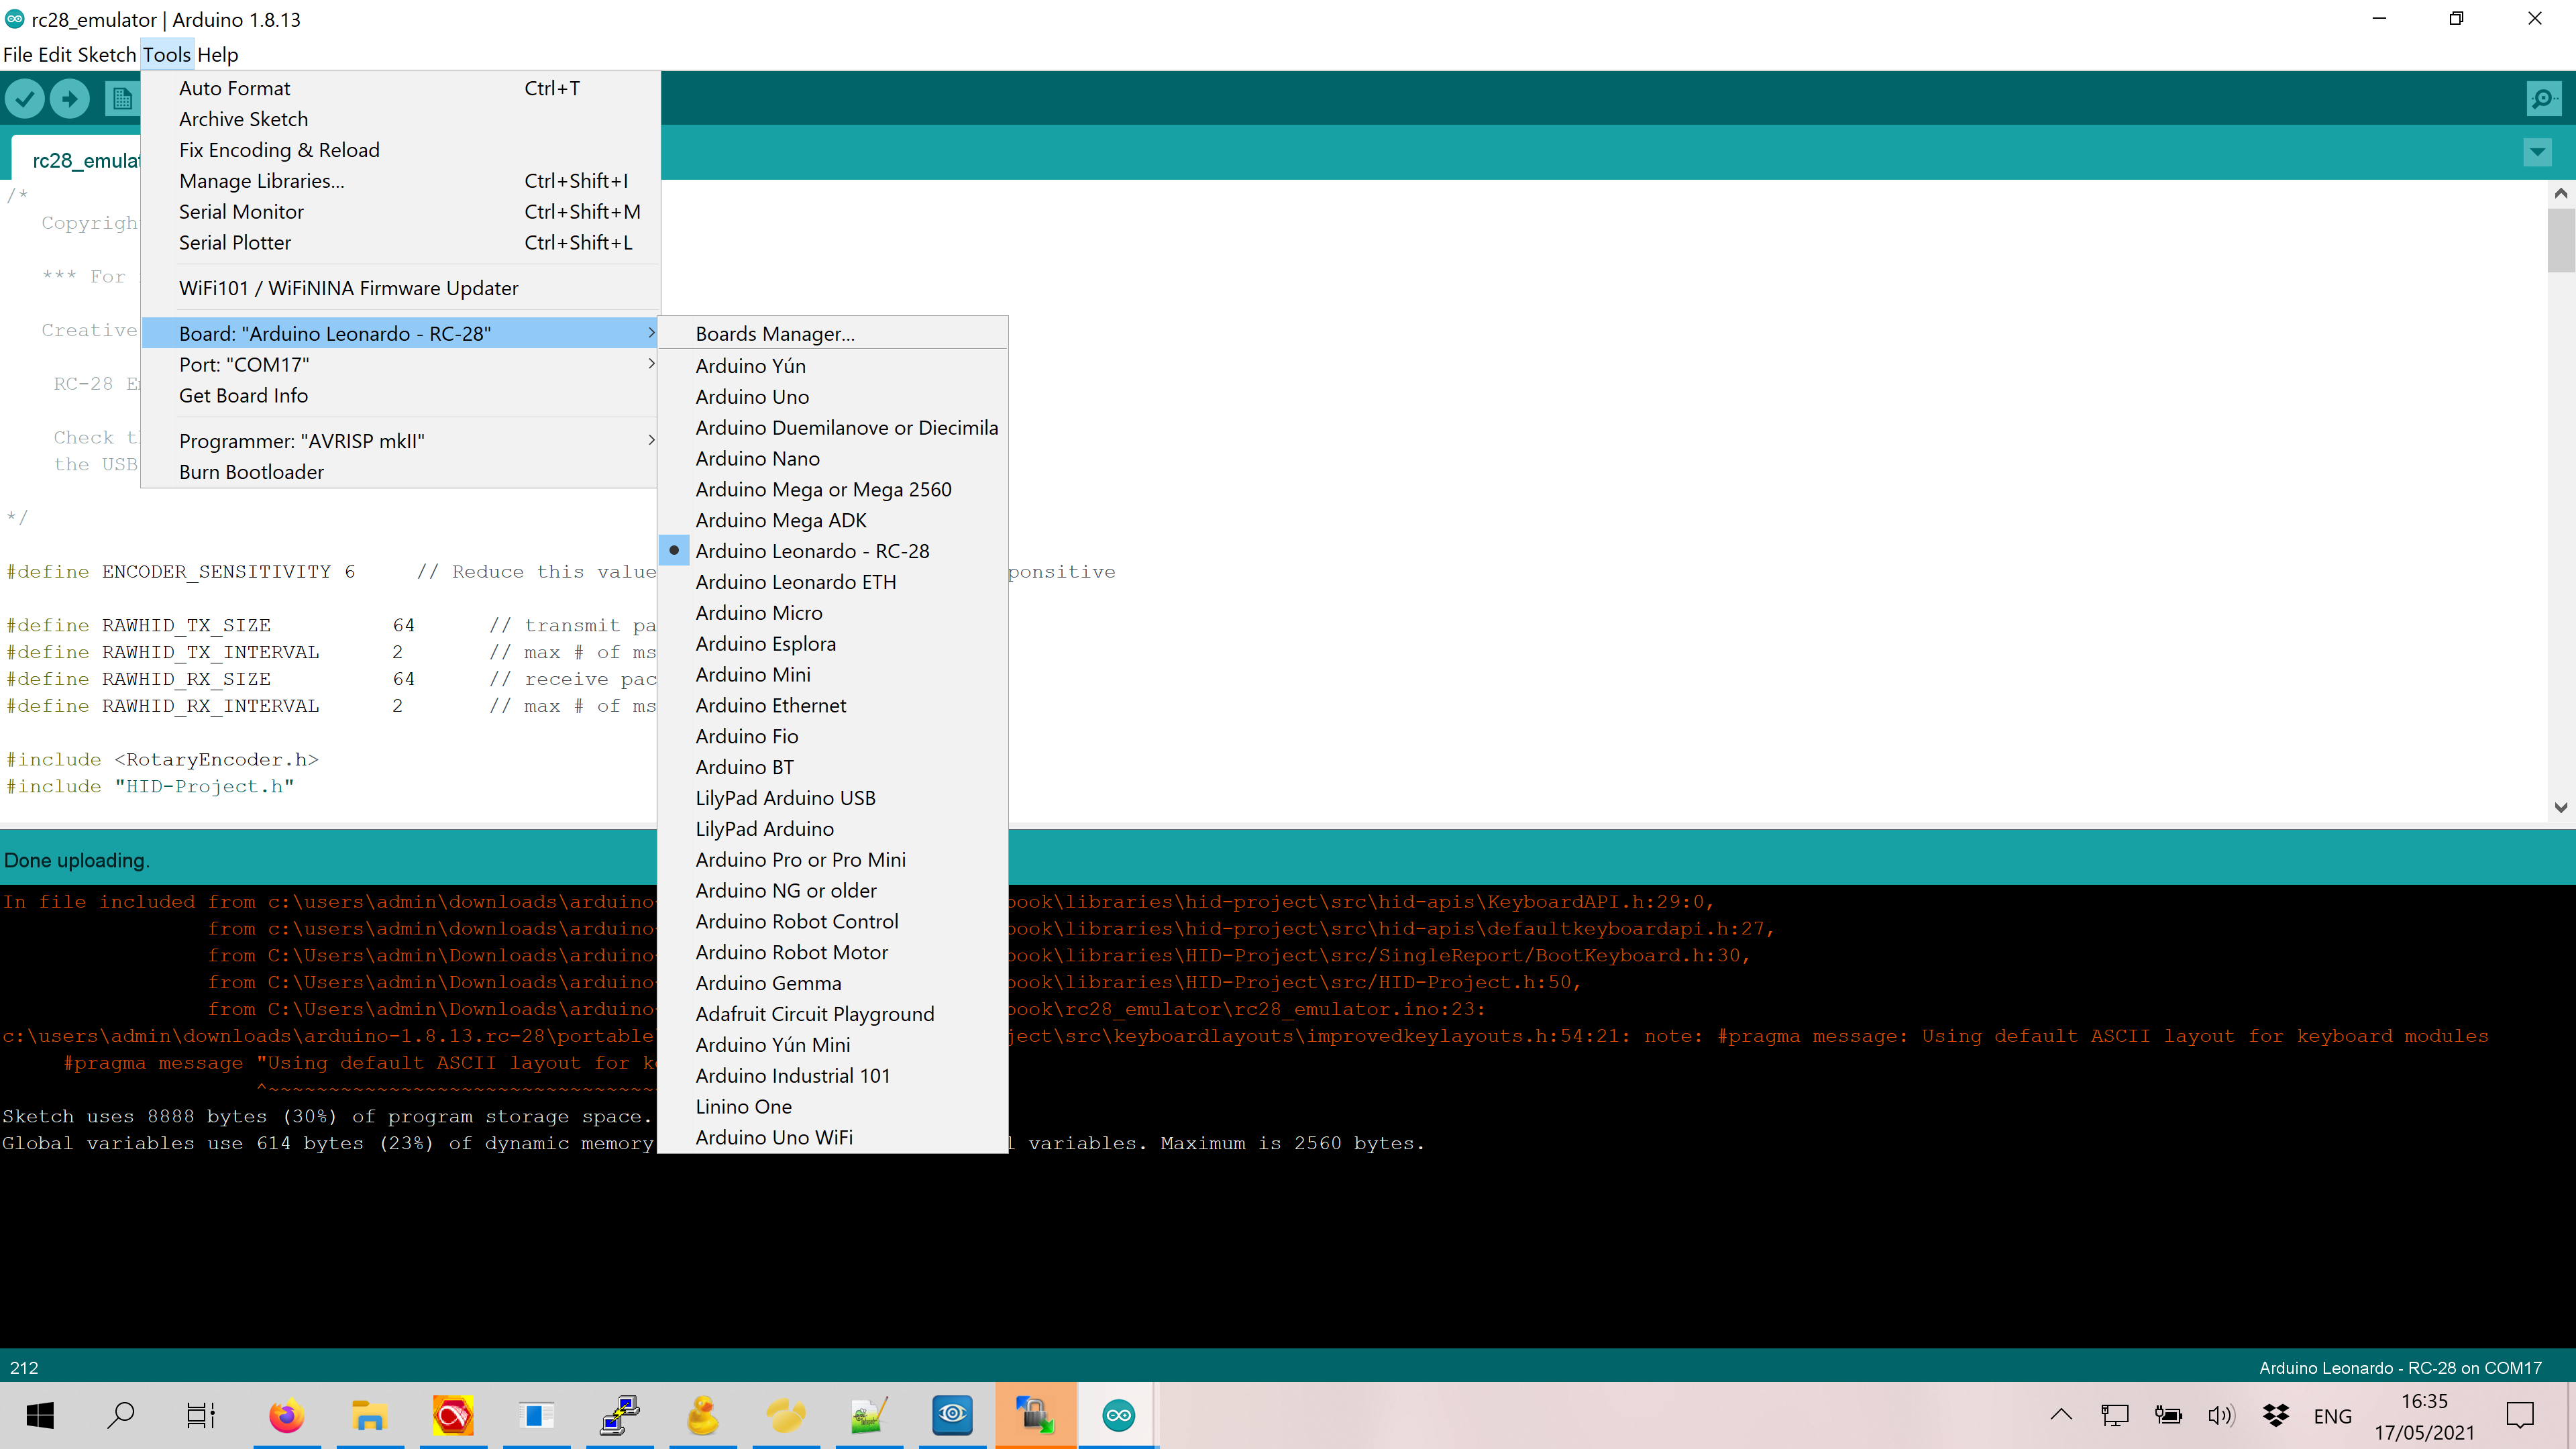 rc28_emulator | Arduino 1.8.13
File Edit Sketch Tools Help
rc28_emulat
Auto Format Ctrl+T
Archive Sketch
Fix Encoding & Reload
Manage Libraries... Ctrl+Shift+I
Serial Monitor Ctrl+Shift+M
Serial Plotter Ctrl+Shift+L
WiFi101 / WiFiNINA Firmware Updater
Board: "Arduino Leonardo - RC-28"
Port: "COM17"
Get Board Info
Programmer: "AVRISP mkII"
Burn Bootloader
Boards Manager...
Arduino Yún
Arduino Uno
Arduino Duemilanove or Diecimila
Arduino Nano
Arduino Mega or Mega 2560
Arduino Mega ADK
Arduino Leonardo - RC-28
Arduino Leonardo ETH
Arduino Micro
Arduino Esplora
Arduino Mini
Arduino Ethernet
Arduino Fio
Arduino BT
LilyPad Arduino USB
LilyPad Arduino
Arduino Pro or Pro Mini
Arduino NG or older
Arduino Robot Control
Arduino Robot Motor
Arduino Gemma
Adafruit Circuit Playground
Arduino Yún Mini
Arduino Industrial 101
Linino One
Arduino Uno WiFi
/*
Copyrigh
*** For
Creative
RC-28 Em
Check th
the USB
*/
#define ENCODER_SENSITIVITY 6 // Reduce this value ponsitive
#define RAWHID_TX_SIZE 64 // transmit pa
#define RAWHID_TX_INTERVAL 2 // max # of ms
#define RAWHID_RX_SIZE 64 // receive pac
#define RAWHID_RX_INTERVAL 2 // max # of ms
#include <RotaryEncoder.h>
#include "HID-Project.h"
Done uploading.
In file included from c:\users\admin\downloads\arduino- book\libraries\hid-project\src\hid-apis\KeyboardAPI.h:29:0,
from c:\users\admin\downloads\arduino- book\libraries\hid-project\src\hid-apis\defaultkeyboardapi.h:27,
from C:\Users\admin\Downloads\arduino- book\libraries\HID-Project\src/SingleReport/BootKeyboard.h:30,
from C:\Users\admin\Downloads\arduino- book\libraries\HID-Project\src/HID-Project.h:50,
from C:\Users\admin\Downloads\arduino- book\rc28_emulator\rc28_emulator.ino:23:
c:\users\admin\downloads\arduino-1.8.13.rc-28\portable ject\src\keyboardlayouts\improvedkeylayouts.h:54:21: note: #pragma message: Using default ASCII layout for keyboard modules
#pragma message "Using default ASCII layout for ke
^~~~~~~~~~~~~~~~~~~~~~~~~~~~~~~~~~
Sketch uses 8888 bytes (30%) of program storage space.
Global variables use 614 bytes (23%) of dynamic memory l variables. Maximum is 2560 bytes.
212
Arduino Leonardo - RC-28 on COM17
ENG
16:35
17/05/2021